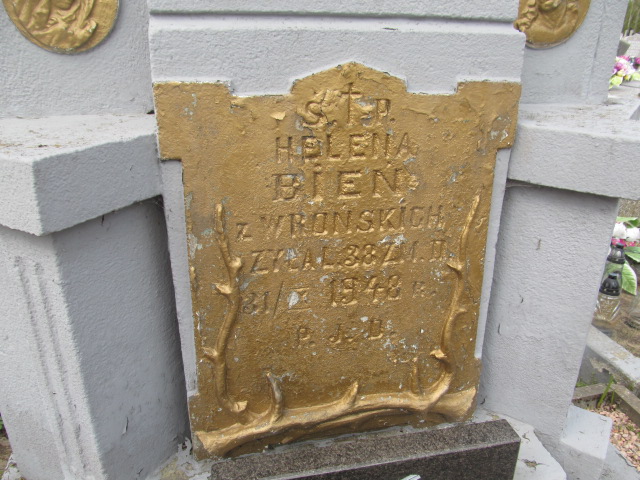 Ś. † P.
HELENA
BIEŃ
z WROŃSKICH
ŻYŁA L. 38 ZM. D.
31/X 1948 R.
P. J. D.